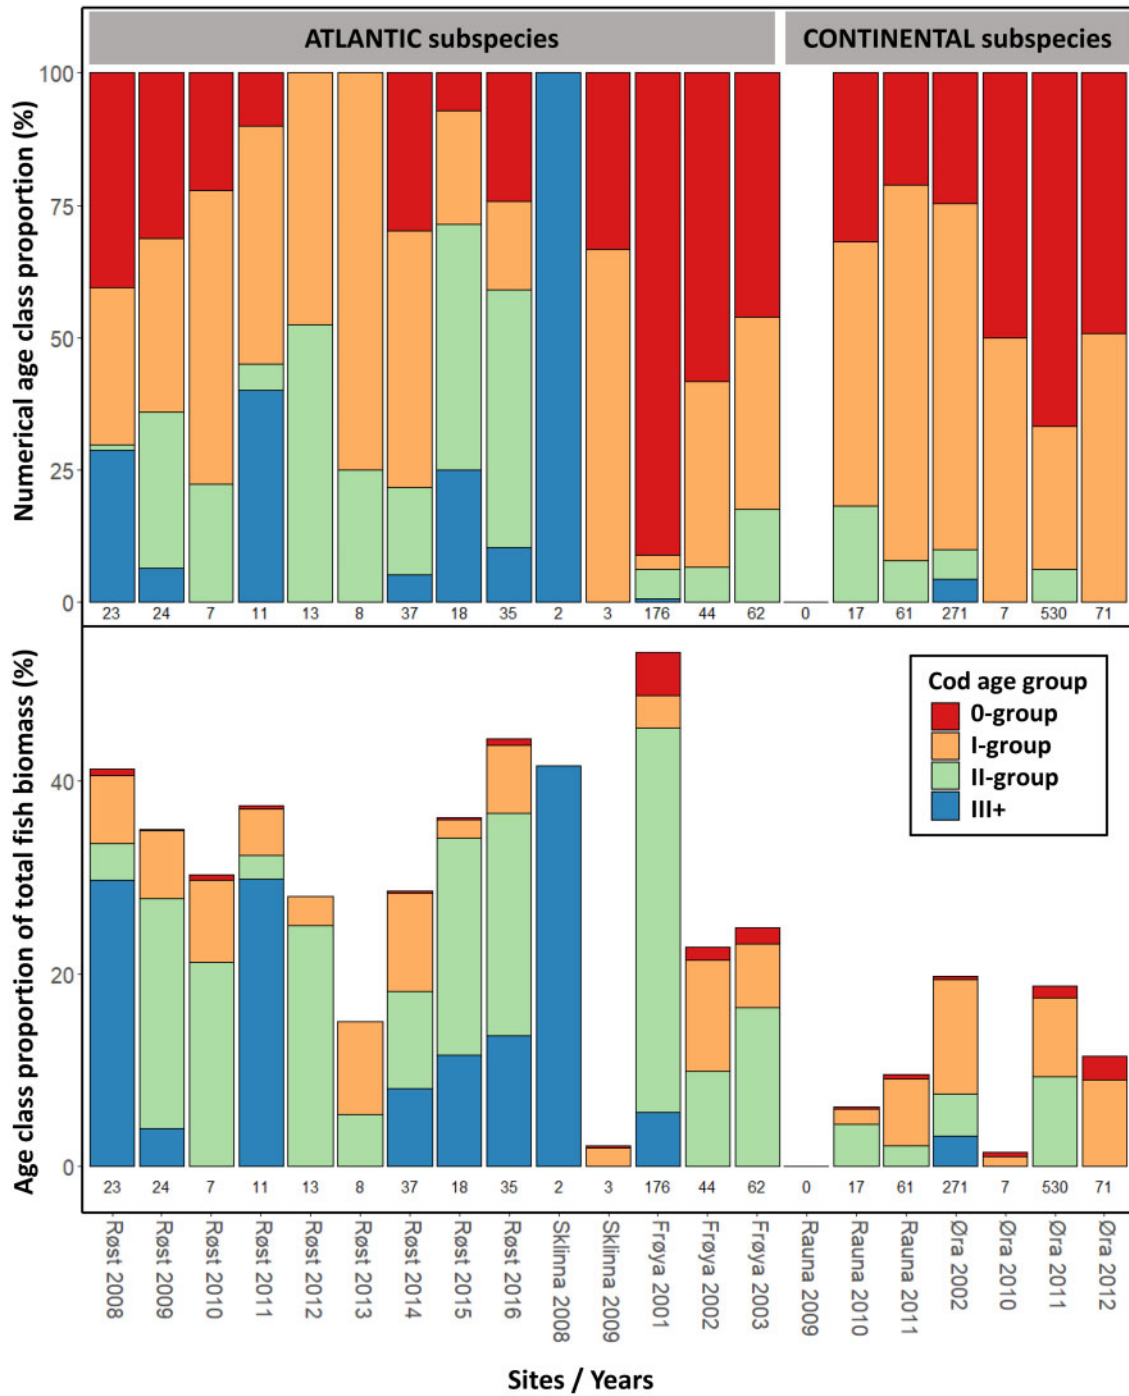 ATLANTIC subspecies
CONTINENTAL subspecies
Numerical age class proportion (%)
100
75
50
25
0
23 24 7 11 13 8 37 18 35 2 3 176 44 62 0 17 61 271 7 530 71
Age class proportion of total fish biomass (%)
40
20
0
Cod age group
0-group
I-group
II-group
III+
23 24 7 11 13 8 37 18 35 2 3 176 44 62 0 17 61 271 7 530 71
Røst 2008
Røst 2009
Røst 2010
Røst 2011
Røst 2012
Røst 2013
Røst 2014
Røst 2015
Røst 2016
Sklinna 2008
Sklinna 2009
Frøya 2001
Frøya 2002
Frøya 2003
Rauna 2009
Rauna 2010
Rauna 2011
Øra 2002
Øra 2010
Øra 2011
Øra 2012
Sites / Years